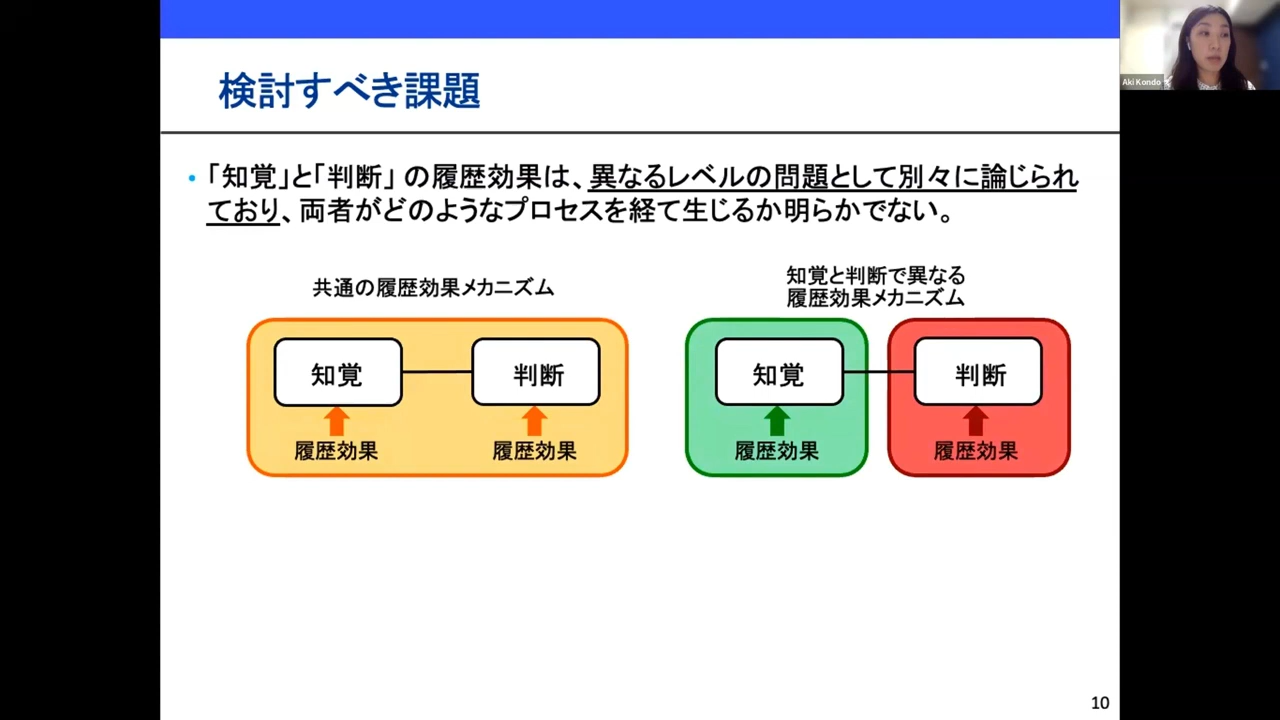 検討すべき課題
Aki Kondo
・「知覚」と「判断」の履歴効果は、異なるレベルの問題として別々に論じられ
ており、両者がどのようなプロセスを経て生じるか明らかでない。
共通の履歴効果メカニズム
知覚
判断
履歴効果
履歴効果
知覚と判断で異なる
履歴効果メカニズム
知覚
判断
履歴効果
履歴効果
10